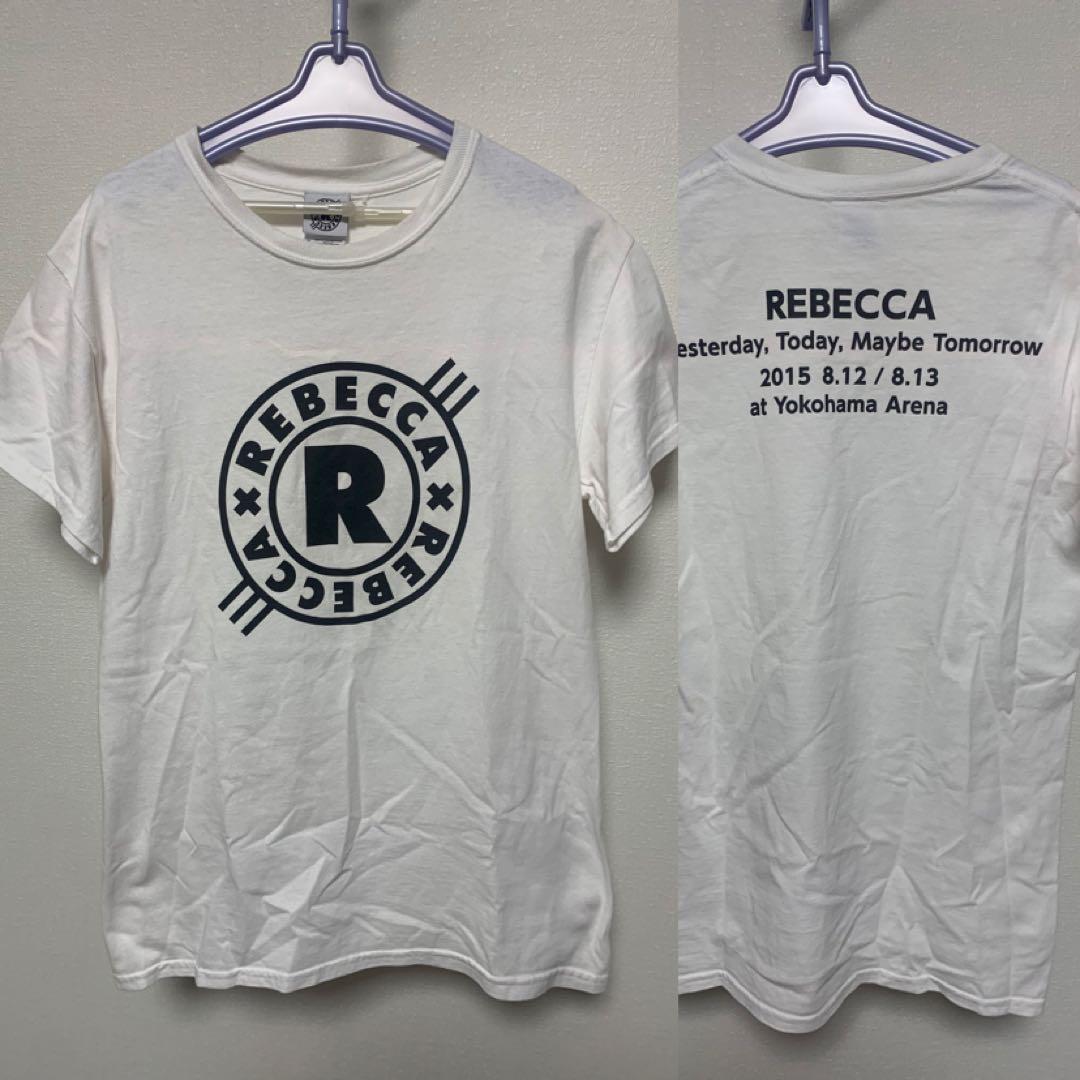 REBECCA × REBECCA ×
R
R
REBECCA
esterday, Today, Maybe Tomorrow
2015 8.12 / 8.13
at Yokohama Arena